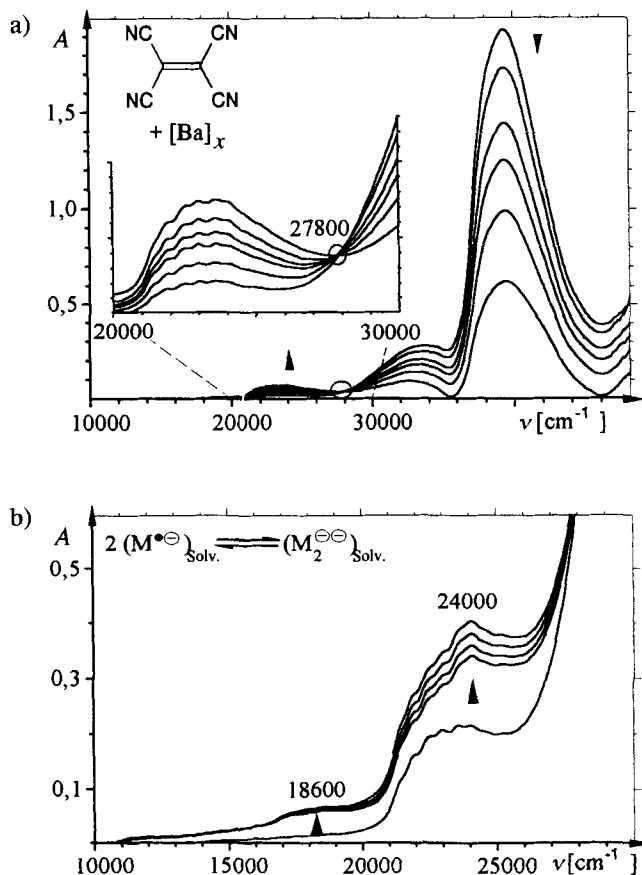 a)
A
NC CN
NC CN
+ [Ba]x
1,5
1,0
0,5
27800
20000 30000
10000 20000 30000 ν[cm⁻¹]
b)
A
2 (M•⊖)Solv. ⇌ (M₂⊖⊖)Solv.
0,5
0,3
0,1
24000
18600
10000 15000 20000 25000 ν[cm⁻¹]